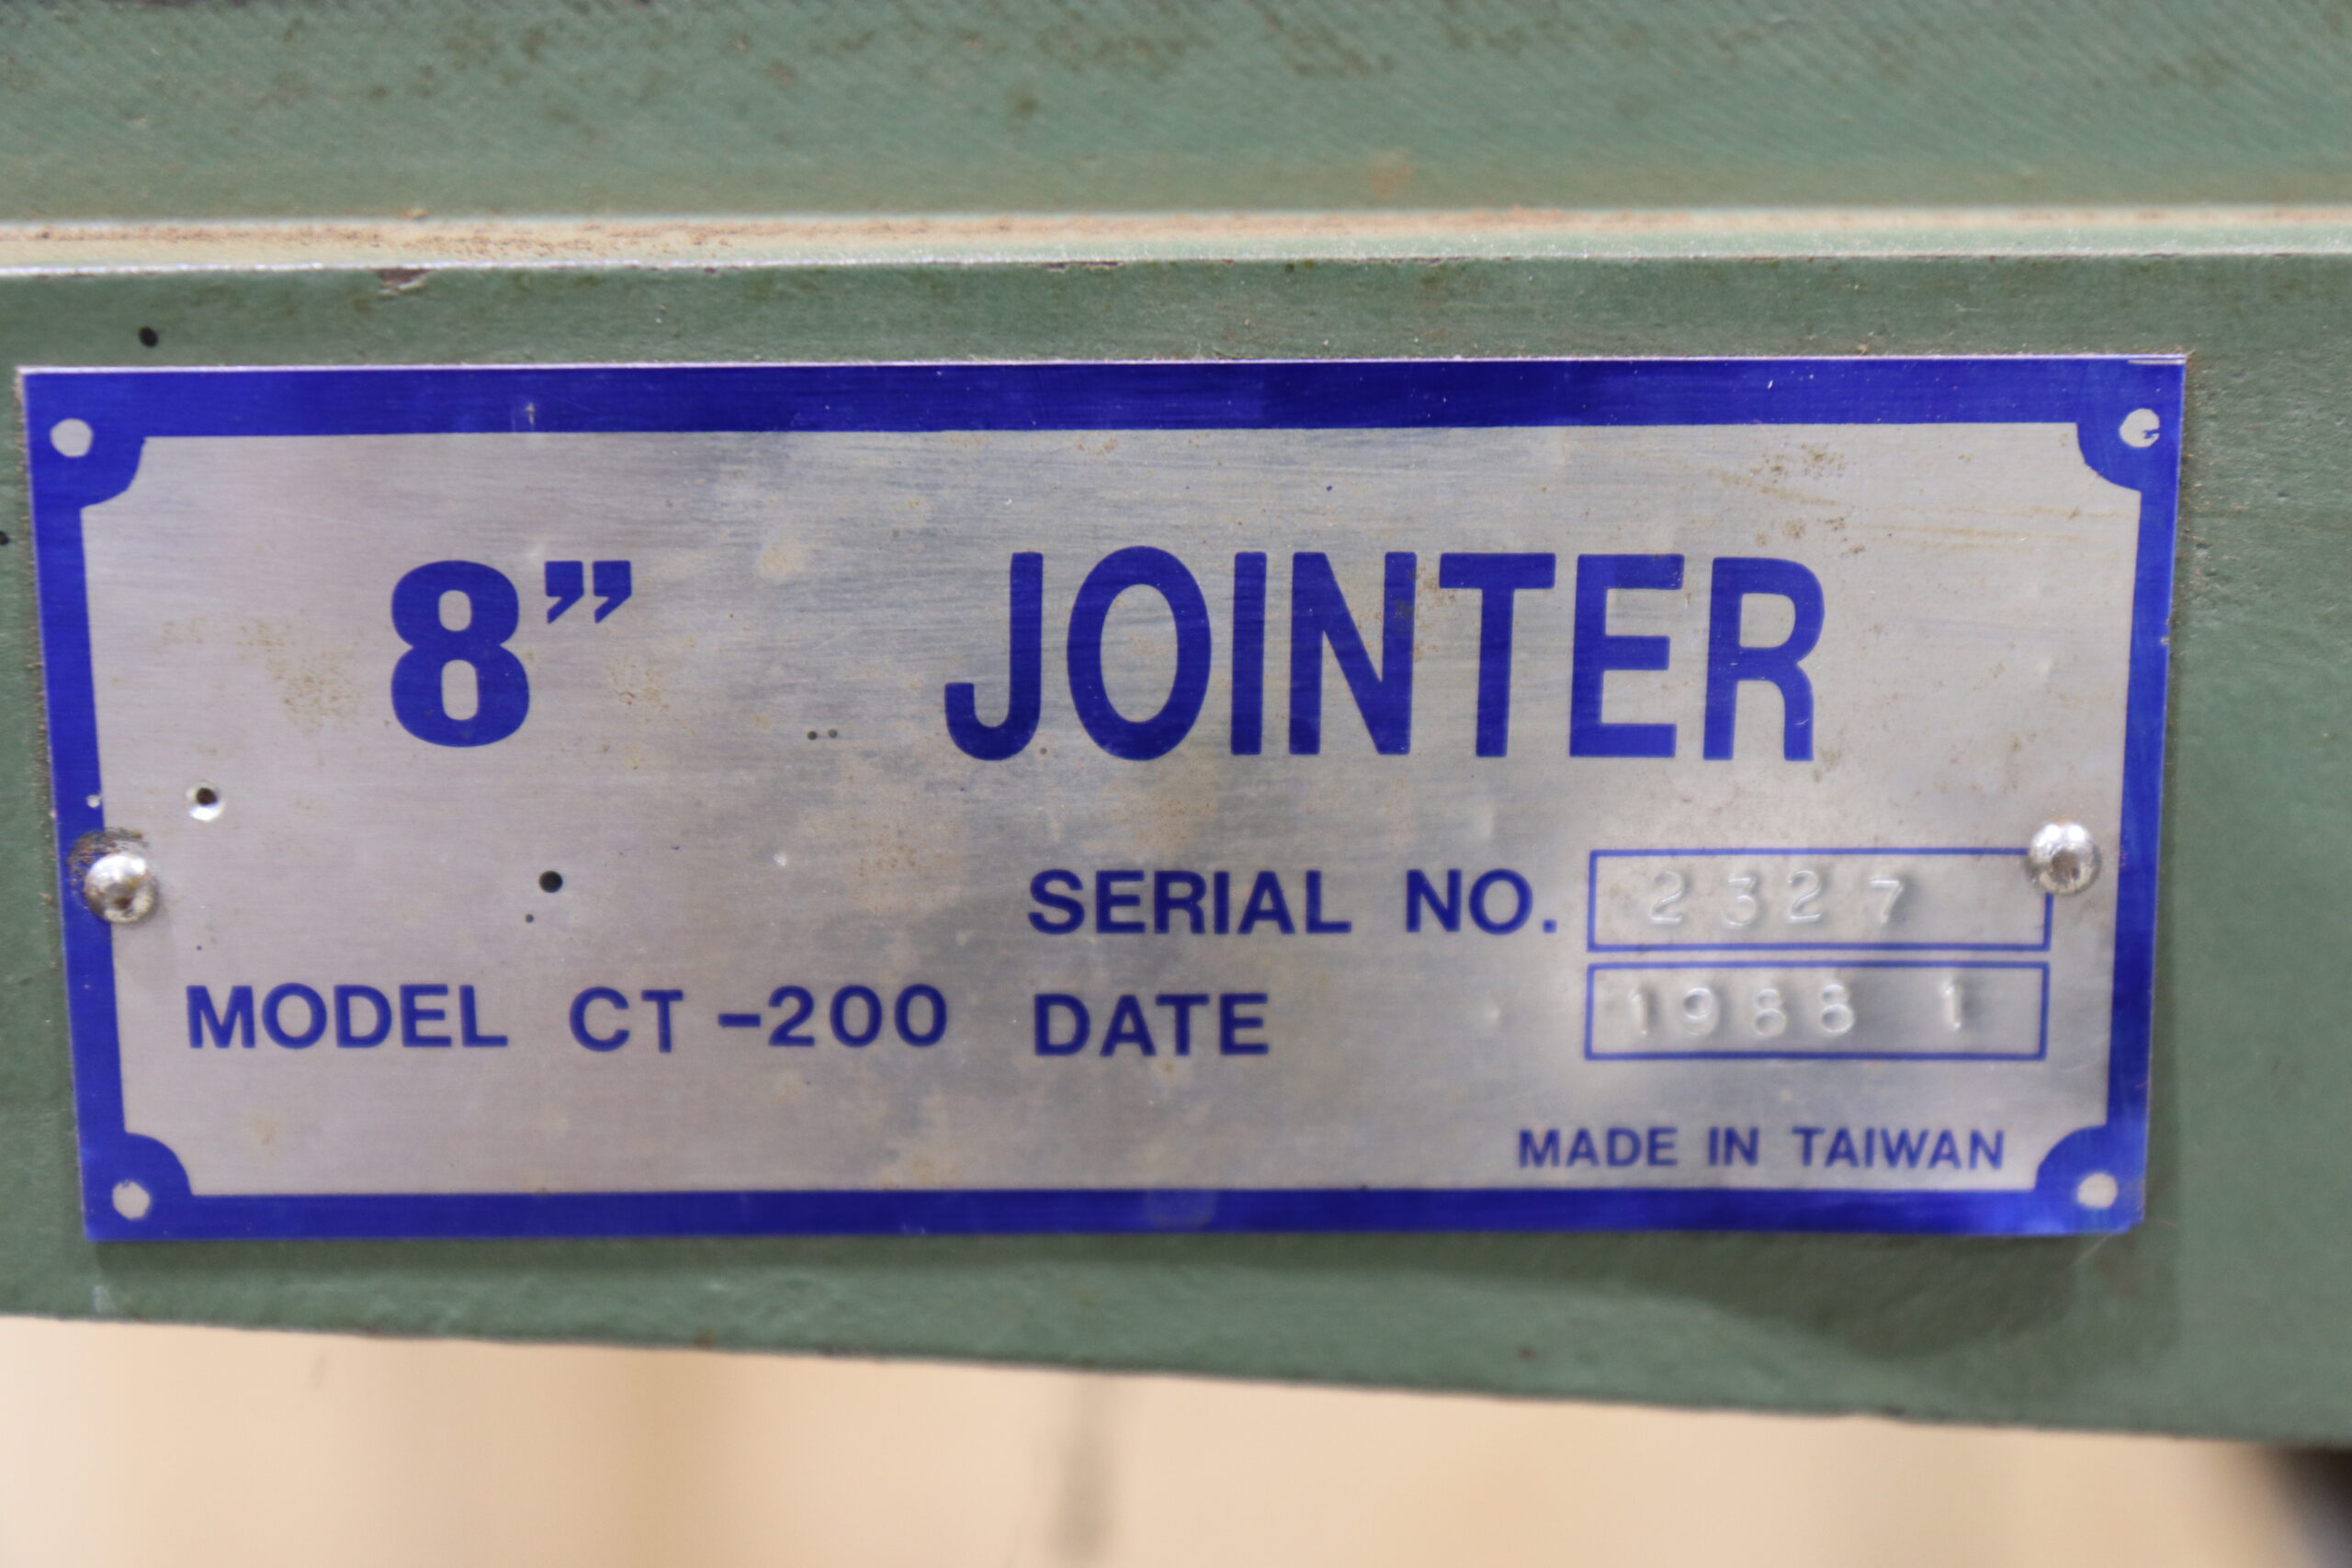 8” JOINTER
SERIAL NO. 2327
MODEL CT-200 DATE 1988 1
MADE IN TAIWAN